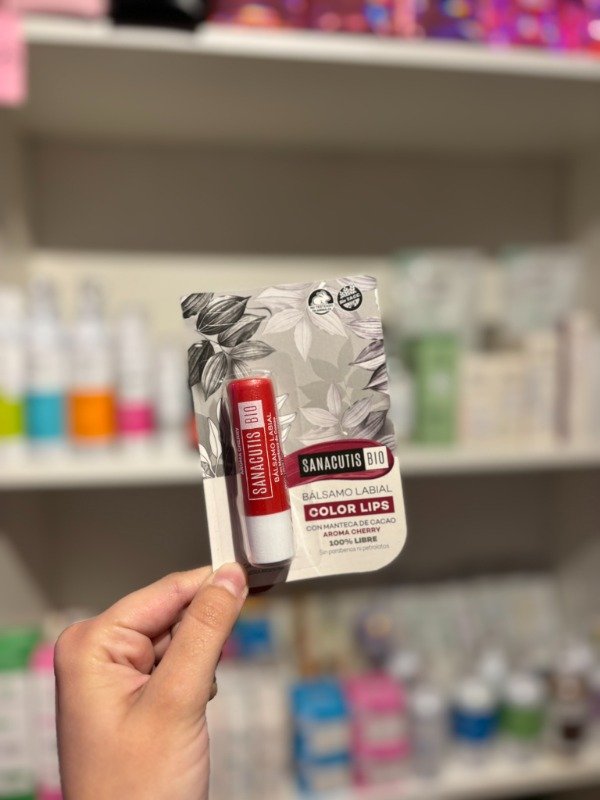 SANACUTIS BIO
BÁLSAMO LABIAL
SANACUTIS BIO
BÁLSAMO LABIAL
COLOR LIPS
CON MANTECA DE CACAO
AROMA CHERRY
100% LIBRE
Sin parabenos ni petrolatos